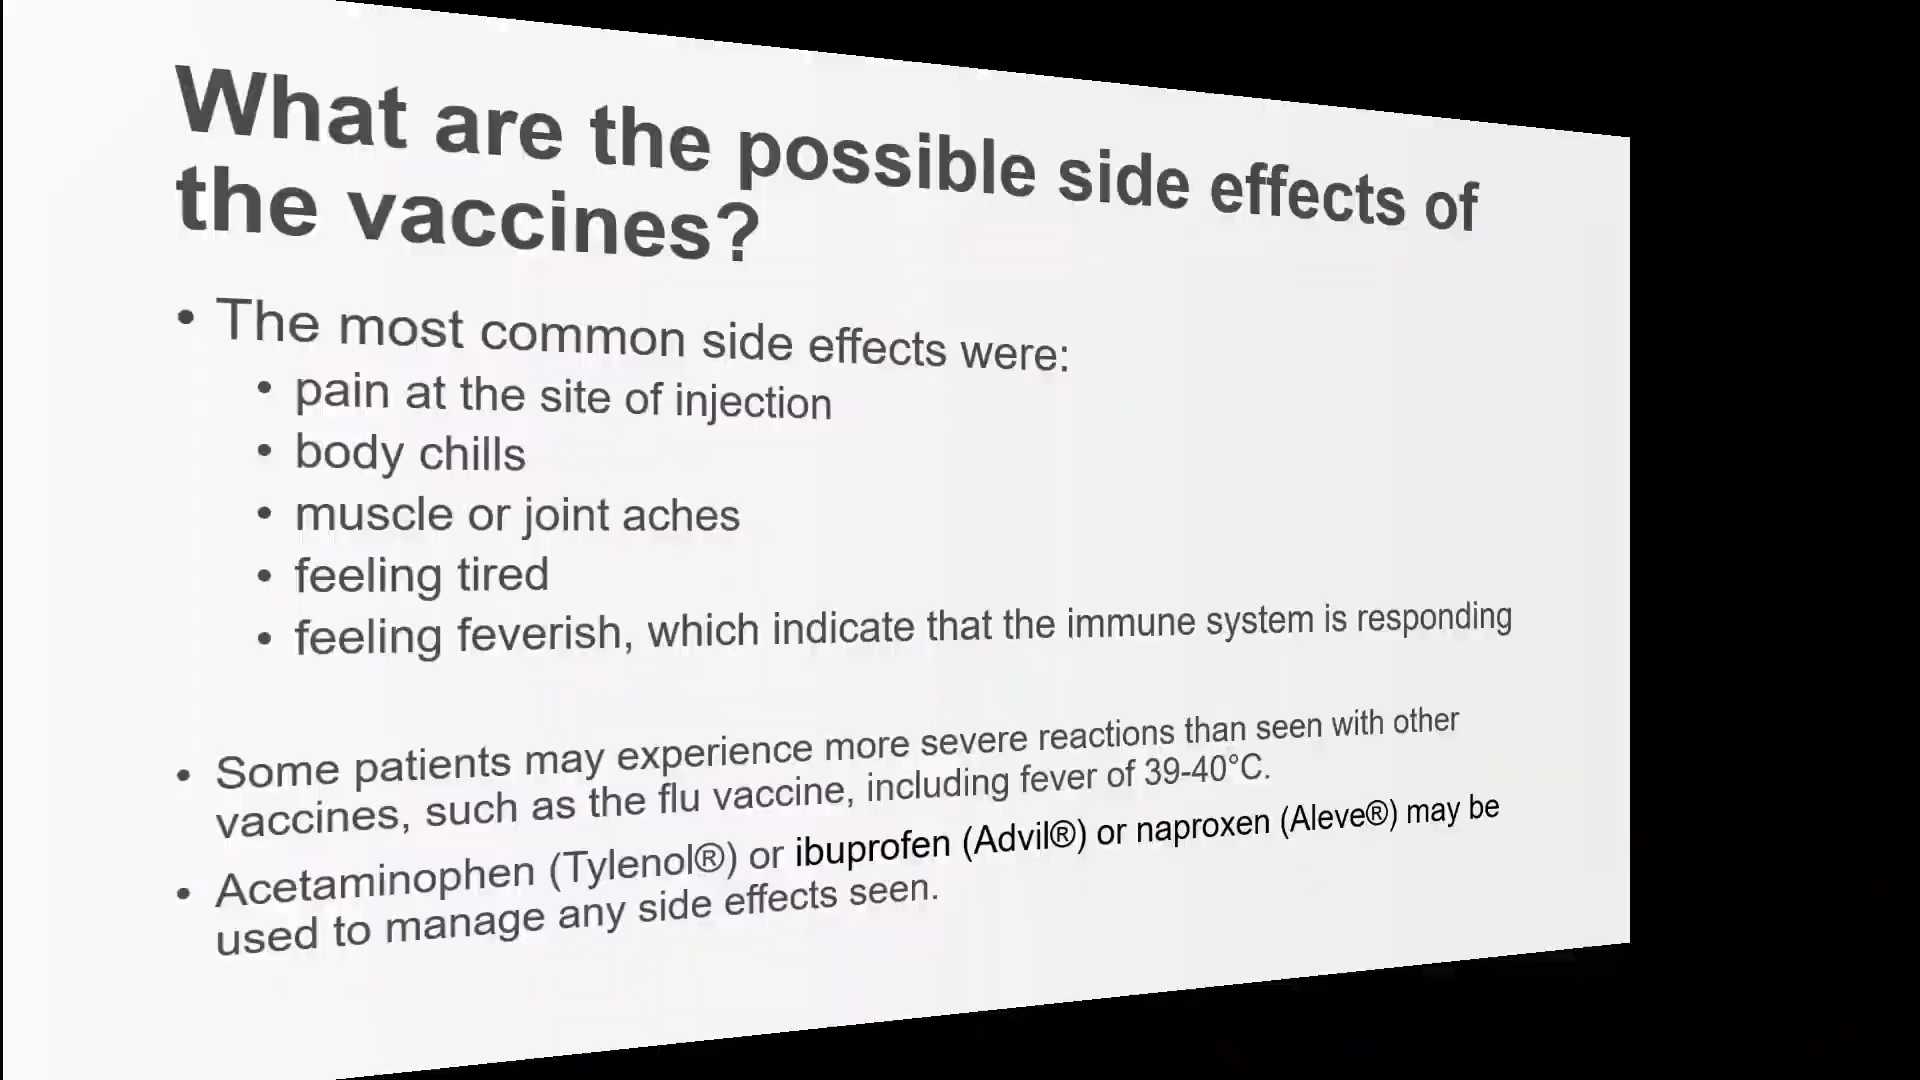 What are the possible side effects of
the vaccines?
• The most common side effects were:
• pain at the site of injection
• body chills
• muscle or joint aches
• feeling tired
• feeling feverish, which indicate that the immune system is responding
• Some patients may experience more severe reactions than seen with other
vaccines, such as the flu vaccine, including fever of 39-40°C.
• Acetaminophen (Tylenol®) or ibuprofen (Advil®) or naproxen (Aleve®) may be
used to manage any side effects seen.